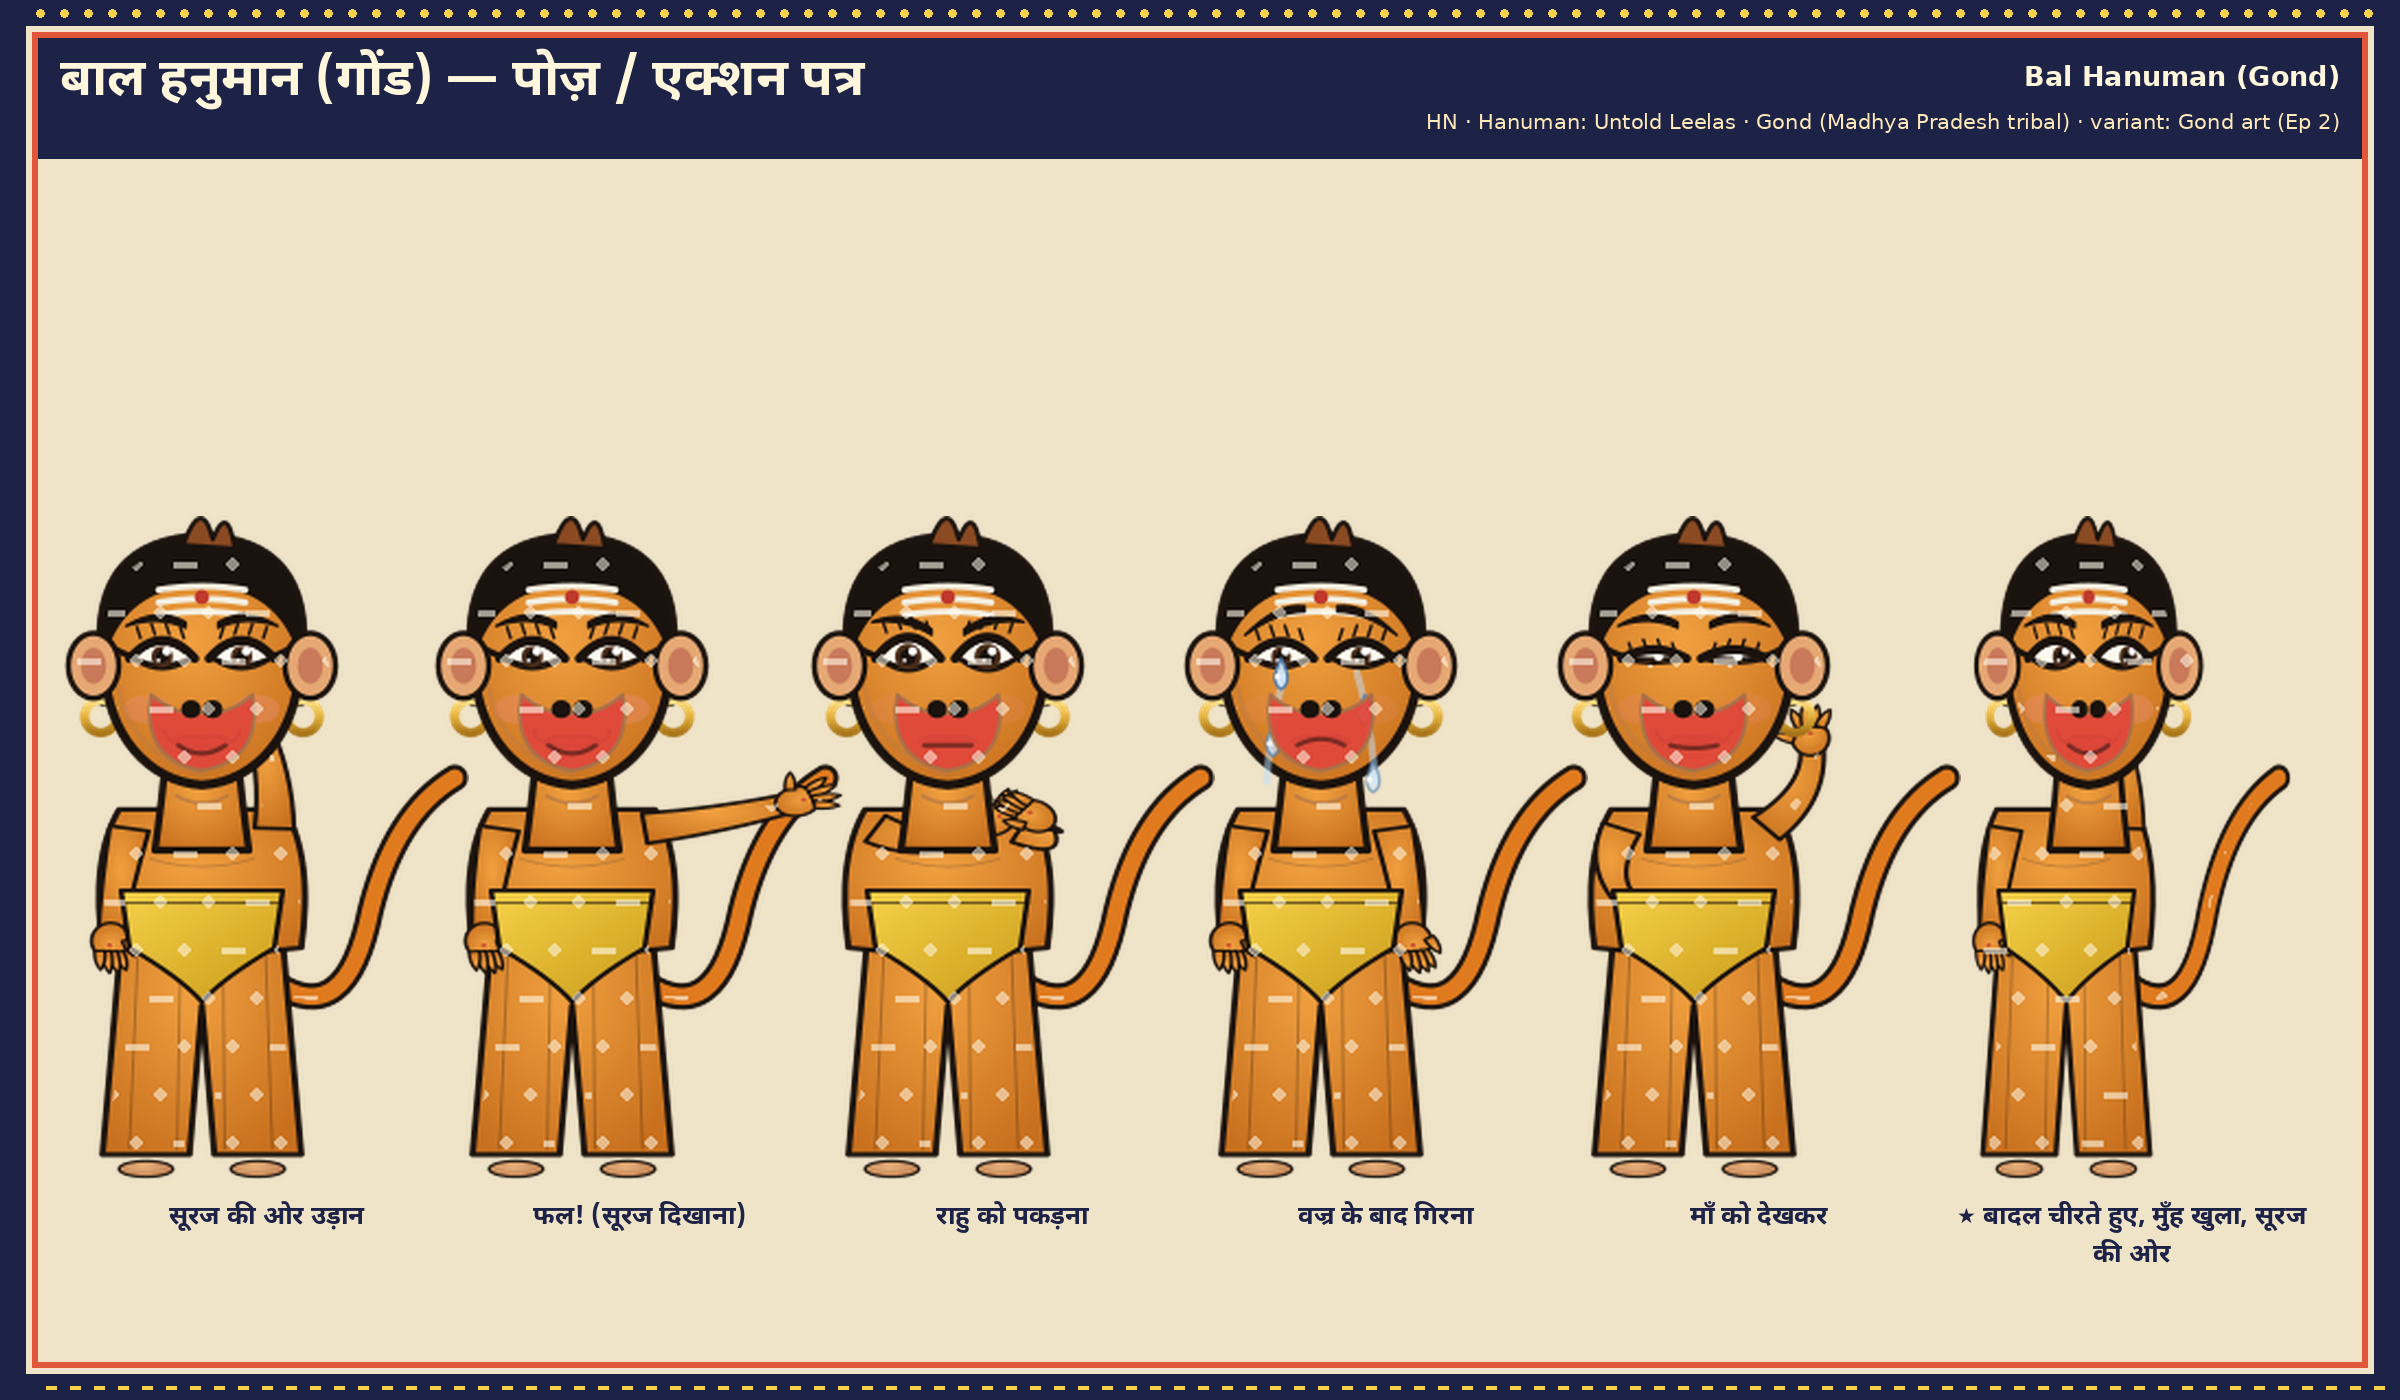 बाल हनुमान (गोंड) — पोज़ / एक्शन पत्र
Bal Hanuman (Gond)
HN · Hanuman: Untold Leelas · Gond (Madhya Pradesh tribal) · variant: Gond art (Ep 2)
सूरज की ओर उड़ान
फल! (सूरज दिखाना)
राहु को पकड़ना
वज्र के बाद गिरना
माँ को देखकर
★ बादल चीरते हुए, मुँह खुला, सूरज
की ओर